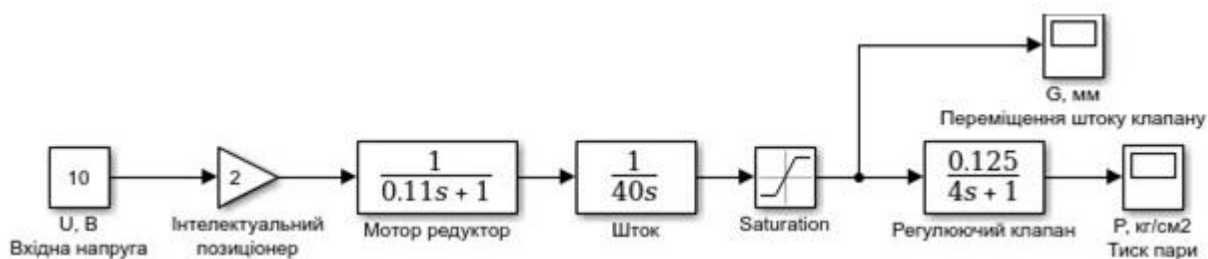 G, мм
Переміщення штоку клапану
10
U, В
Вхідна напруга
2
Інтелектуальний
позиціонер
1
0.11s + 1
Мотор редуктор
1
40s
Шток
Saturation
0.125
4s + 1
Регулюючий клапан
P, кг/см2
Тиск пари